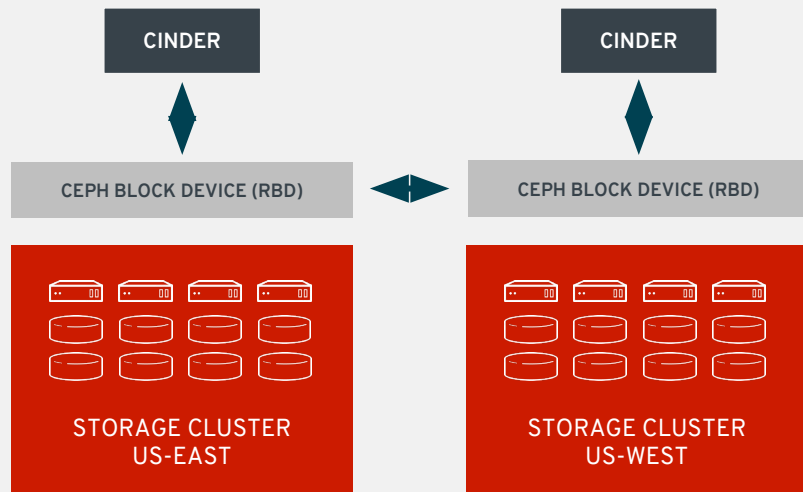 CINDER
CINDER
CEPH BLOCK DEVICE (RBD)
CEPH BLOCK DEVICE (RBD)
STORAGE CLUSTER
US-EAST
STORAGE CLUSTER
US-WEST